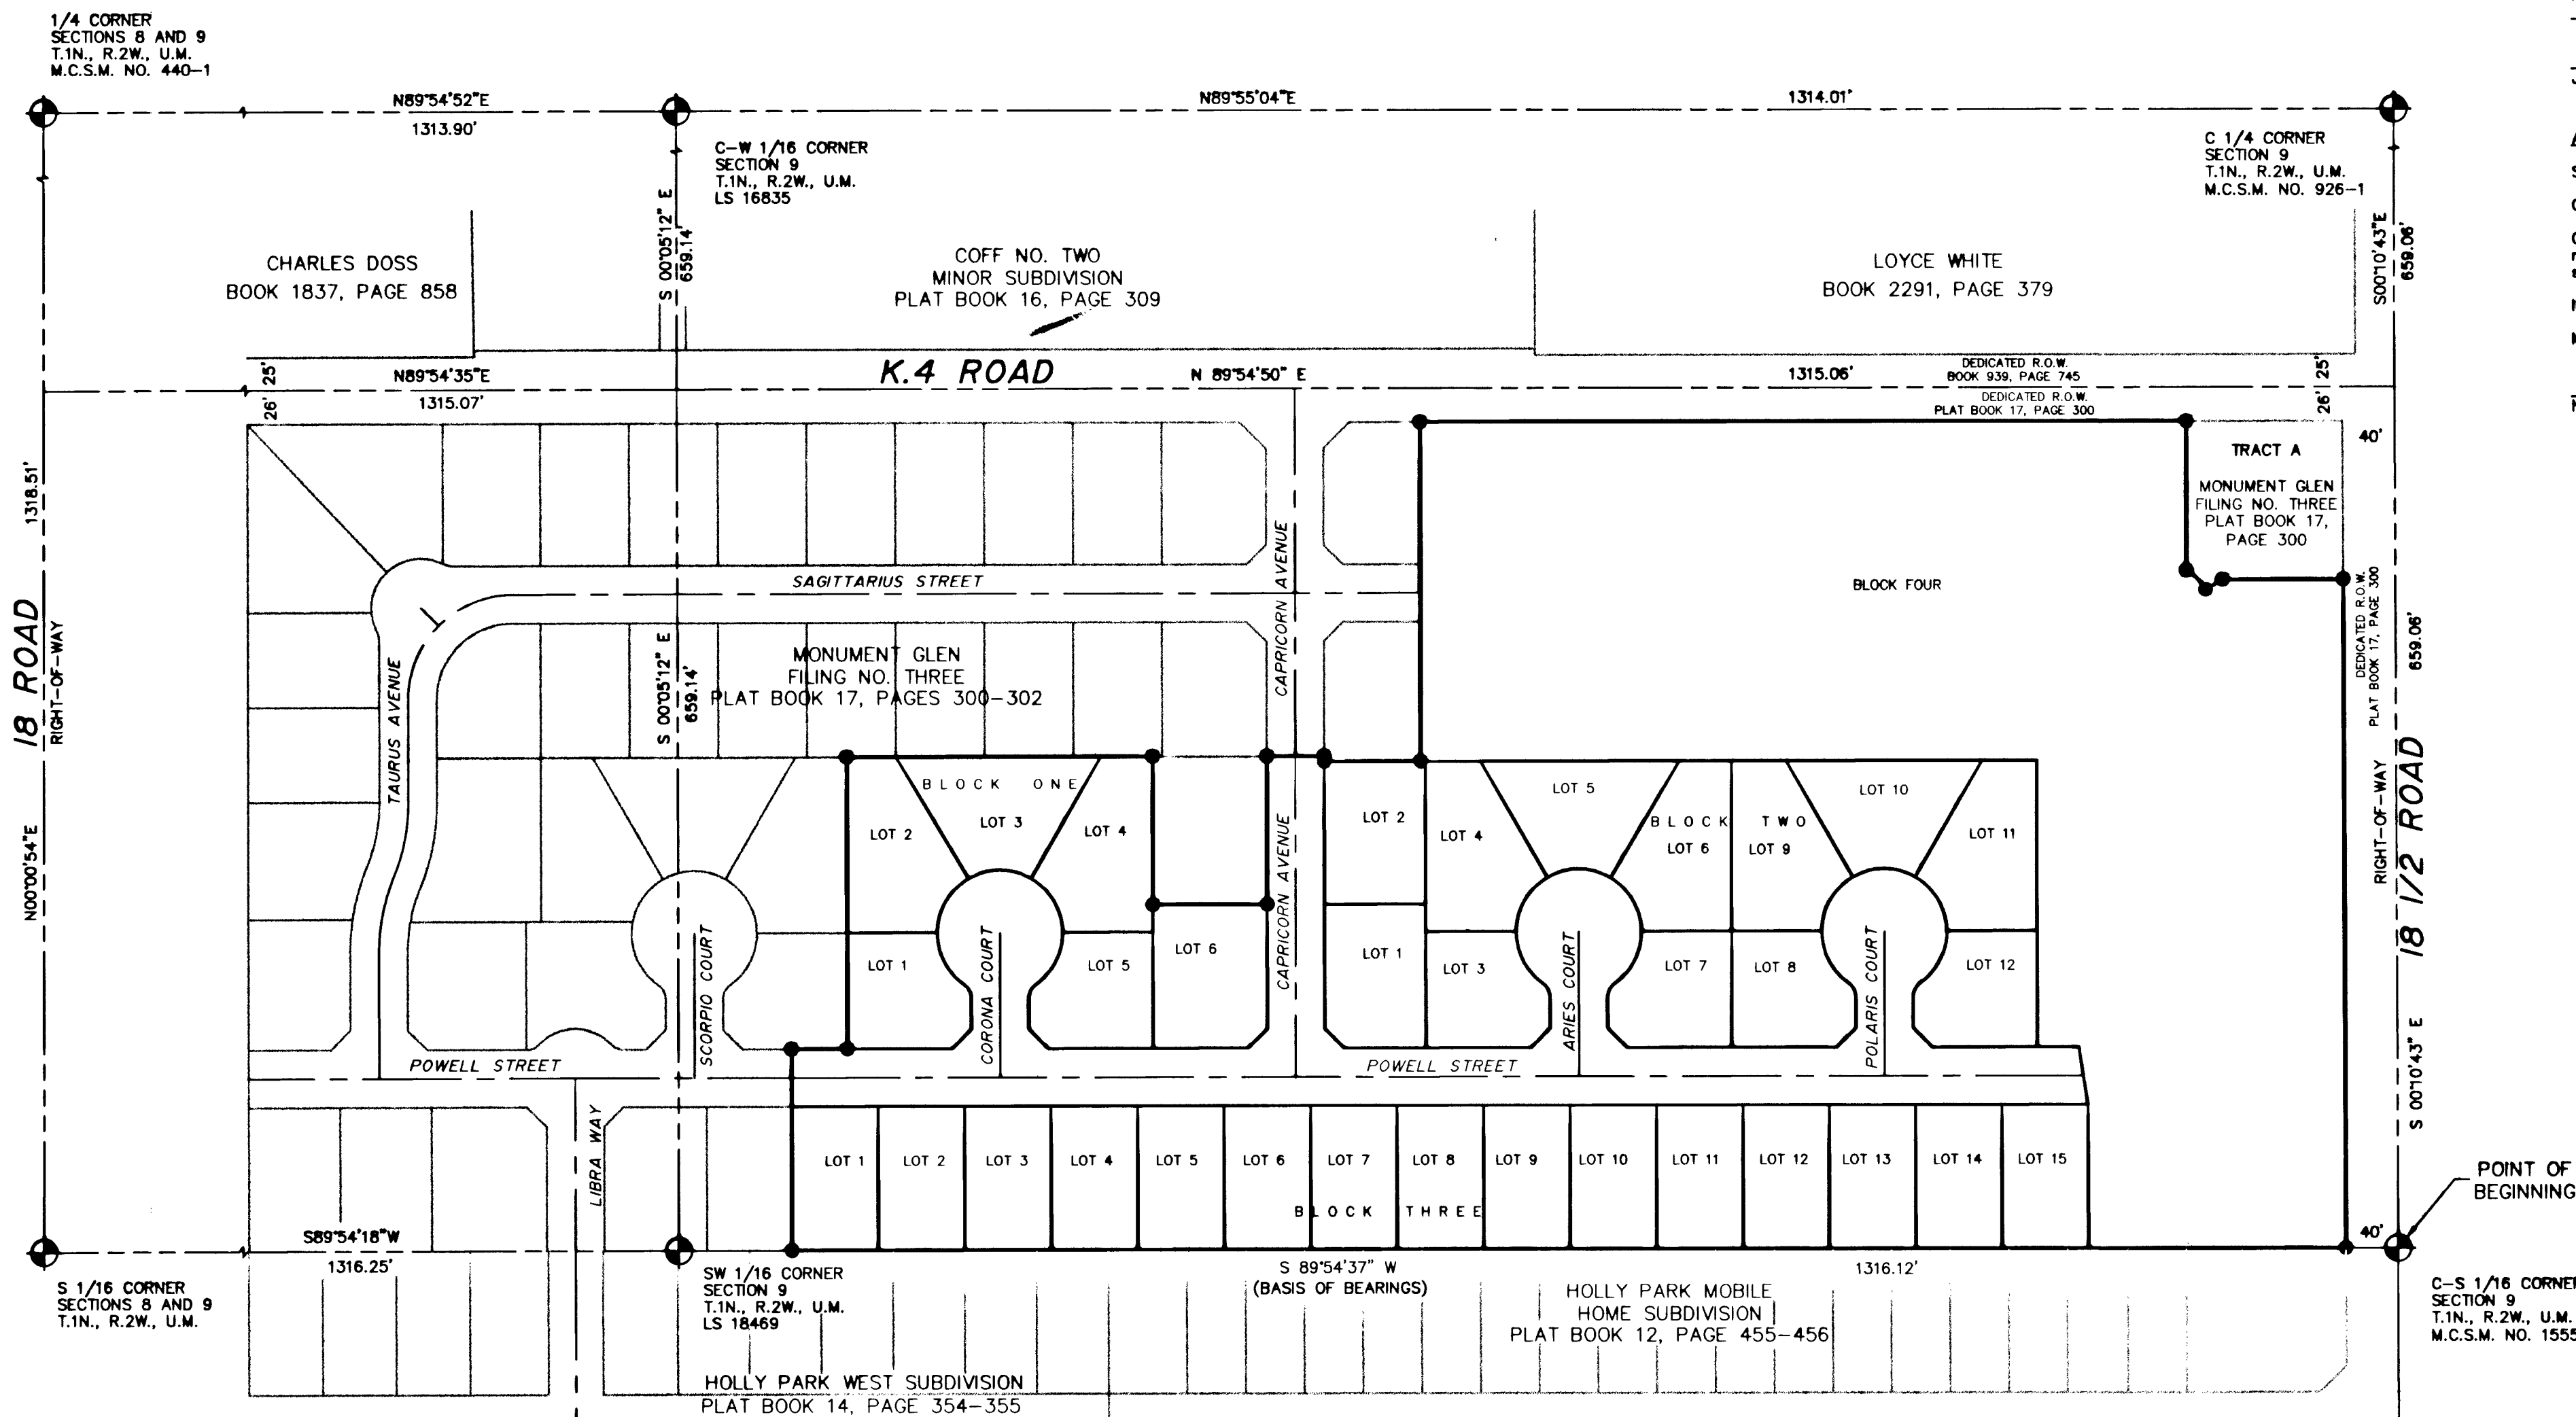 1/4 CORNER
SECTIONS 8 AND 9
T.1N., R.2W., U.M.
M.C.S.M. NO. 440-1
N89°54'52"E
1313.90'
N89°55'04"E
1314.01'
C-W 1/16 CORNER
SECTION 9
T.1N., R.2W., U.M.
LS 16835
C 1/4 CORNER
SECTION 9
T.1N., R.2W., U.M.
M.C.S.M. NO. 926-1
S 00°05'12" E
659.14'
S00°10'43"E
659.06'
CHARLES DOSS
BOOK 1837, PAGE 858
COFF NO. TWO
MINOR SUBDIVISION
PLAT BOOK 16, PAGE 309
LOYCE WHITE
BOOK 2291, PAGE 379
25'
26'
N89°54'35"E
1315.07'
K.4 ROAD
N 89°54'50" E
1315.06'
DEDICATED R.O.W.
BOOK 939, PAGE 745
DEDICATED R.O.W.
PLAT BOOK 17, PAGE 300
25'
26'
40'
TRACT A
MONUMENT GLEN
FILING NO. THREE
PLAT BOOK 17,
PAGE 300
1318.51'
18 ROAD
RIGHT-OF-WAY
N00°00'54"E
SAGITTARIUS STREET
CAPRICORN AVENUE
BLOCK FOUR
DEDICATED R.O.W.
PLAT BOOK 17, PAGE 300
659.06'
TAURUS AVENUE
S 00°05'12" E
659.14'
MONUMENT GLEN
FILING NO. THREE
PLAT BOOK 17, PAGES 300-302
RIGHT-OF-WAY
18 1/2 ROAD
S 00°10'43" E
BLOCK ONE
LOT 2
LOT 3
LOT 4
LOT 1
LOT 5
LOT 6
SCORPIO COURT
CORONA COURT
CAPRICORN AVENUE
LOT 2
LOT 4
LOT 5
BLOCK TWO
LOT 6
LOT 9
LOT 10
LOT 11
LOT 1
LOT 3
LOT 7
LOT 8
LOT 12
ARIES COURT
POLARIS COURT
POWELL STREET
POWELL STREET
LIBRA WAY
LOT 1
LOT 2
LOT 3
LOT 4
LOT 5
LOT 6
LOT 7
LOT 8
LOT 9
LOT 10
LOT 11
LOT 12
LOT 13
LOT 14
LOT 15
BLOCK THREE
POINT OF
BEGINNING
40'
S89°54'18"W
1316.25'
S 89°54'37" W
(BASIS OF BEARINGS)
1316.12'
S 1/16 CORNER
SECTIONS 8 AND 9
T.1N., R.2W., U.M.
SW 1/16 CORNER
SECTION 9
T.1N., R.2W., U.M.
LS 18469
HOLLY PARK MOBILE
HOME SUBDIVISION
PLAT BOOK 12, PAGE 455-456
C-S 1/16 CORNER
SECTION 9
T.1N., R.2W., U.M.
M.C.S.M. NO. 1555
HOLLY PARK WEST SUBDIVISION
PLAT BOOK 14, PAGE 354-355